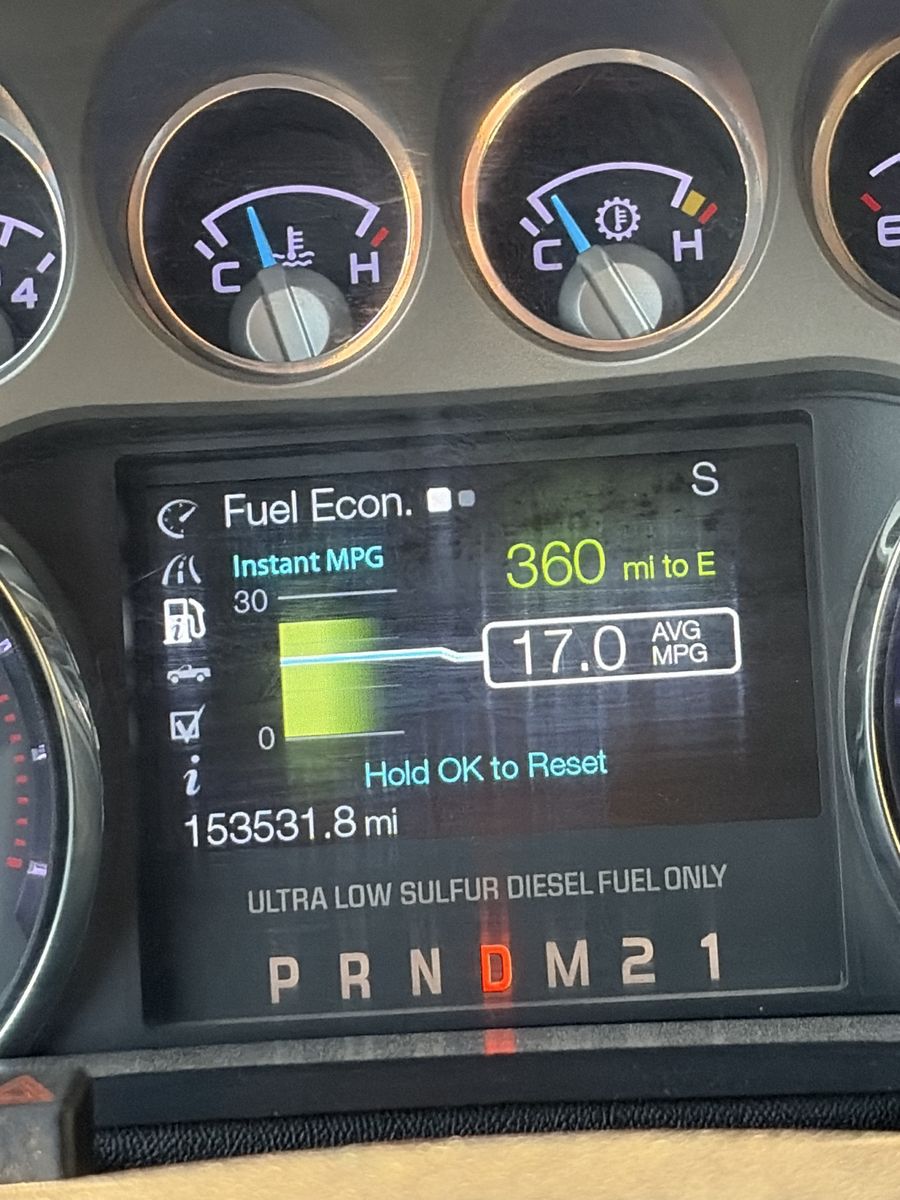 4
C H
C H
E
Fuel Econ.
S
Instant MPG
360 mi to E
30
17.0 AVG MPG
0
Hold OK to Reset
i
153531.8 mi
ULTRA LOW SULFUR DIESEL FUEL ONLY
P R N D M 2 1